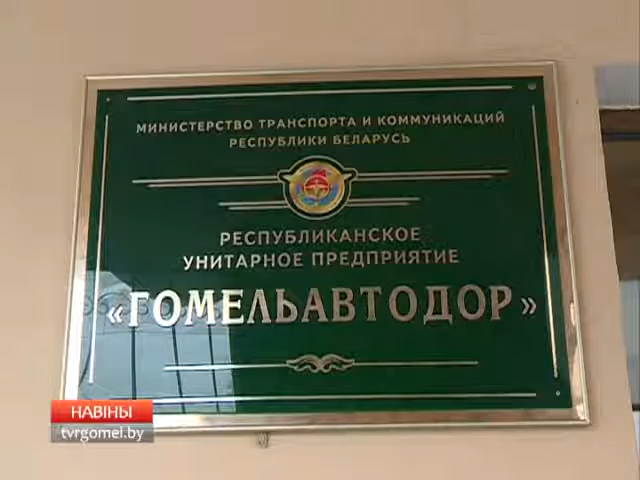 МИНИСТЕРСТВО ТРАНСПОРТА И КОММУНИКАЦИЙ
РЕСПУБЛИКИ БЕЛАРУСЬ
РЕСПУБЛИКАНСКОЕ
УНИТАРНОЕ ПРЕДПРИЯТИЕ
«ГОМЕЛЬАВТОДОР»
НАВІНЫ
tvrgomel.by